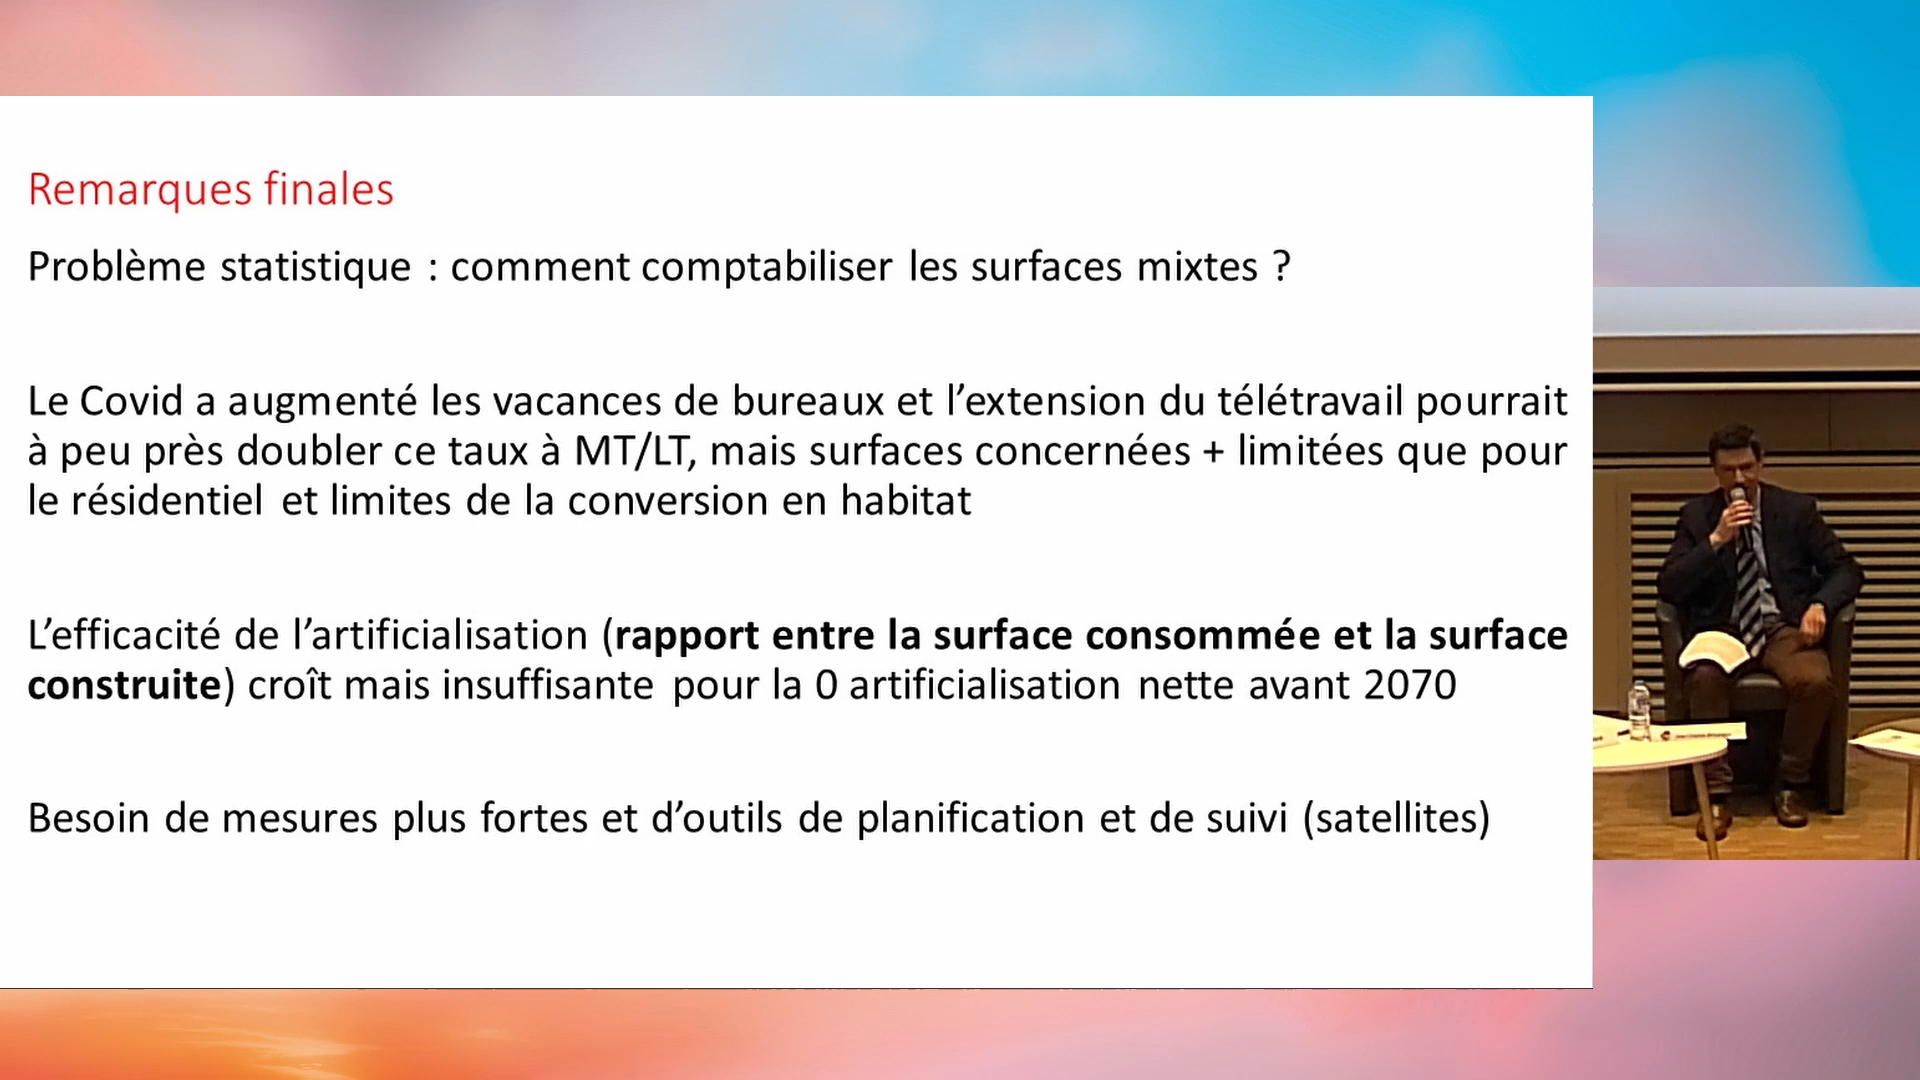 Remarques finales
Problème statistique : comment comptabiliser les surfaces mixtes ?
Le Covid a augmenté les vacances de bureaux et l’extension du télétravail pourrait
à peu près doubler ce taux à MT/LT, mais surfaces concernées + limitées que pour
le résidentiel et limites de la conversion en habitat
L’efficacité de l’artificialisation (rapport entre la surface consommée et la surface
construite) croît mais insuffisante pour la 0 artificialisation nette avant 2070
Besoin de mesures plus fortes et d’outils de planification et de suivi (satellites)